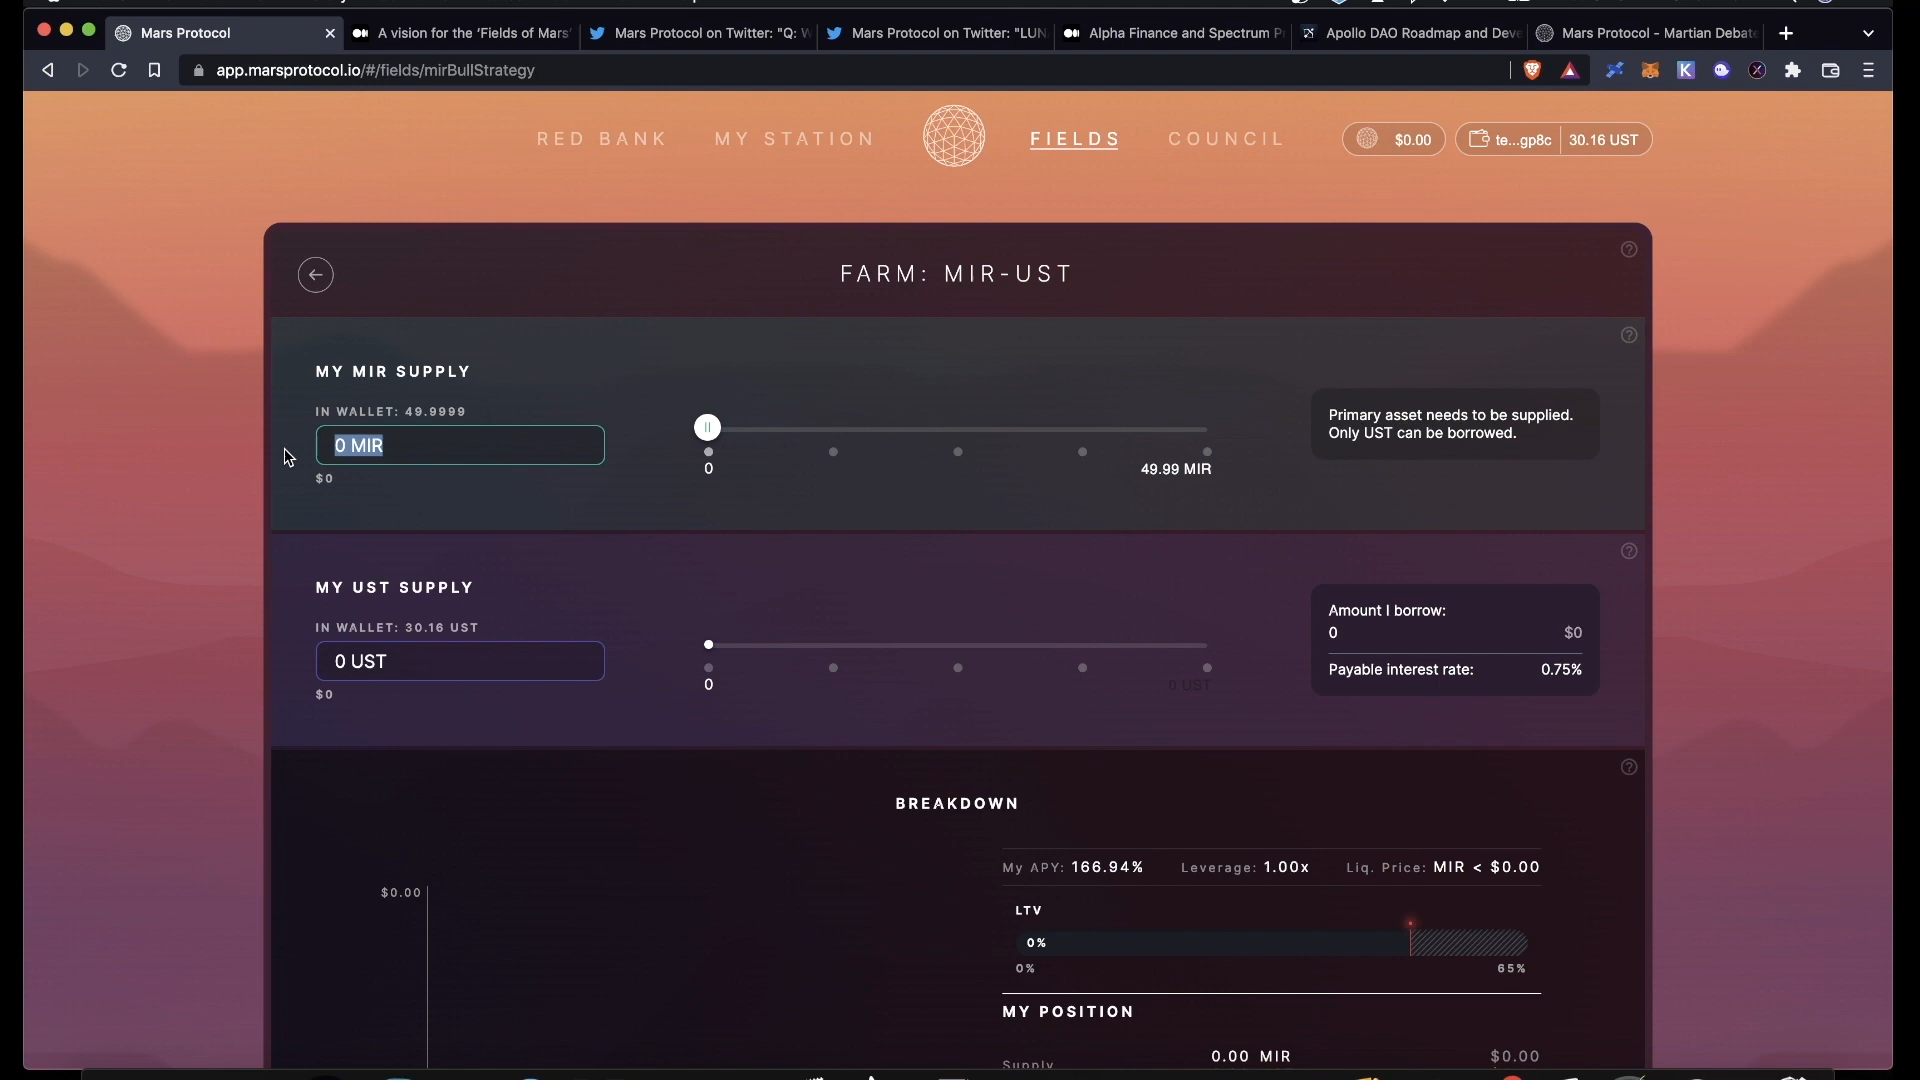 Mars Protocol
A vision for the 'Fields of Mars'
Mars Protocol on Twitter: "Q: W
Mars Protocol on Twitter: "LUN
Alpha Finance and Spectrum P
Apollo DAO Roadmap and Deve
Mars Protocol - Martian Debate
app.marsprotocol.io/#/fields/mirBullStrategy
RED BANK
MY STATION
FIELDS
COUNCIL
$0.00
te...gp8c
30.16 UST
FARM: MIR-UST
MY MIR SUPPLY
IN WALLET: 49.9999
0 MIR
$0
0
49.99 MIR
Primary asset needs to be supplied.
Only UST can be borrowed.
MY UST SUPPLY
IN WALLET: 30.16 UST
0 UST
$0
0
0 UST
Amount I borrow:
0 $0
Payable interest rate: 0.75%
BREAKDOWN
$0.00
My APY: 166.94% Leverage: 1.00x Liq. Price: MIR < $0.00
LTV
0%
0% 65%
MY POSITION
Supply 0.00 MIR $0.00